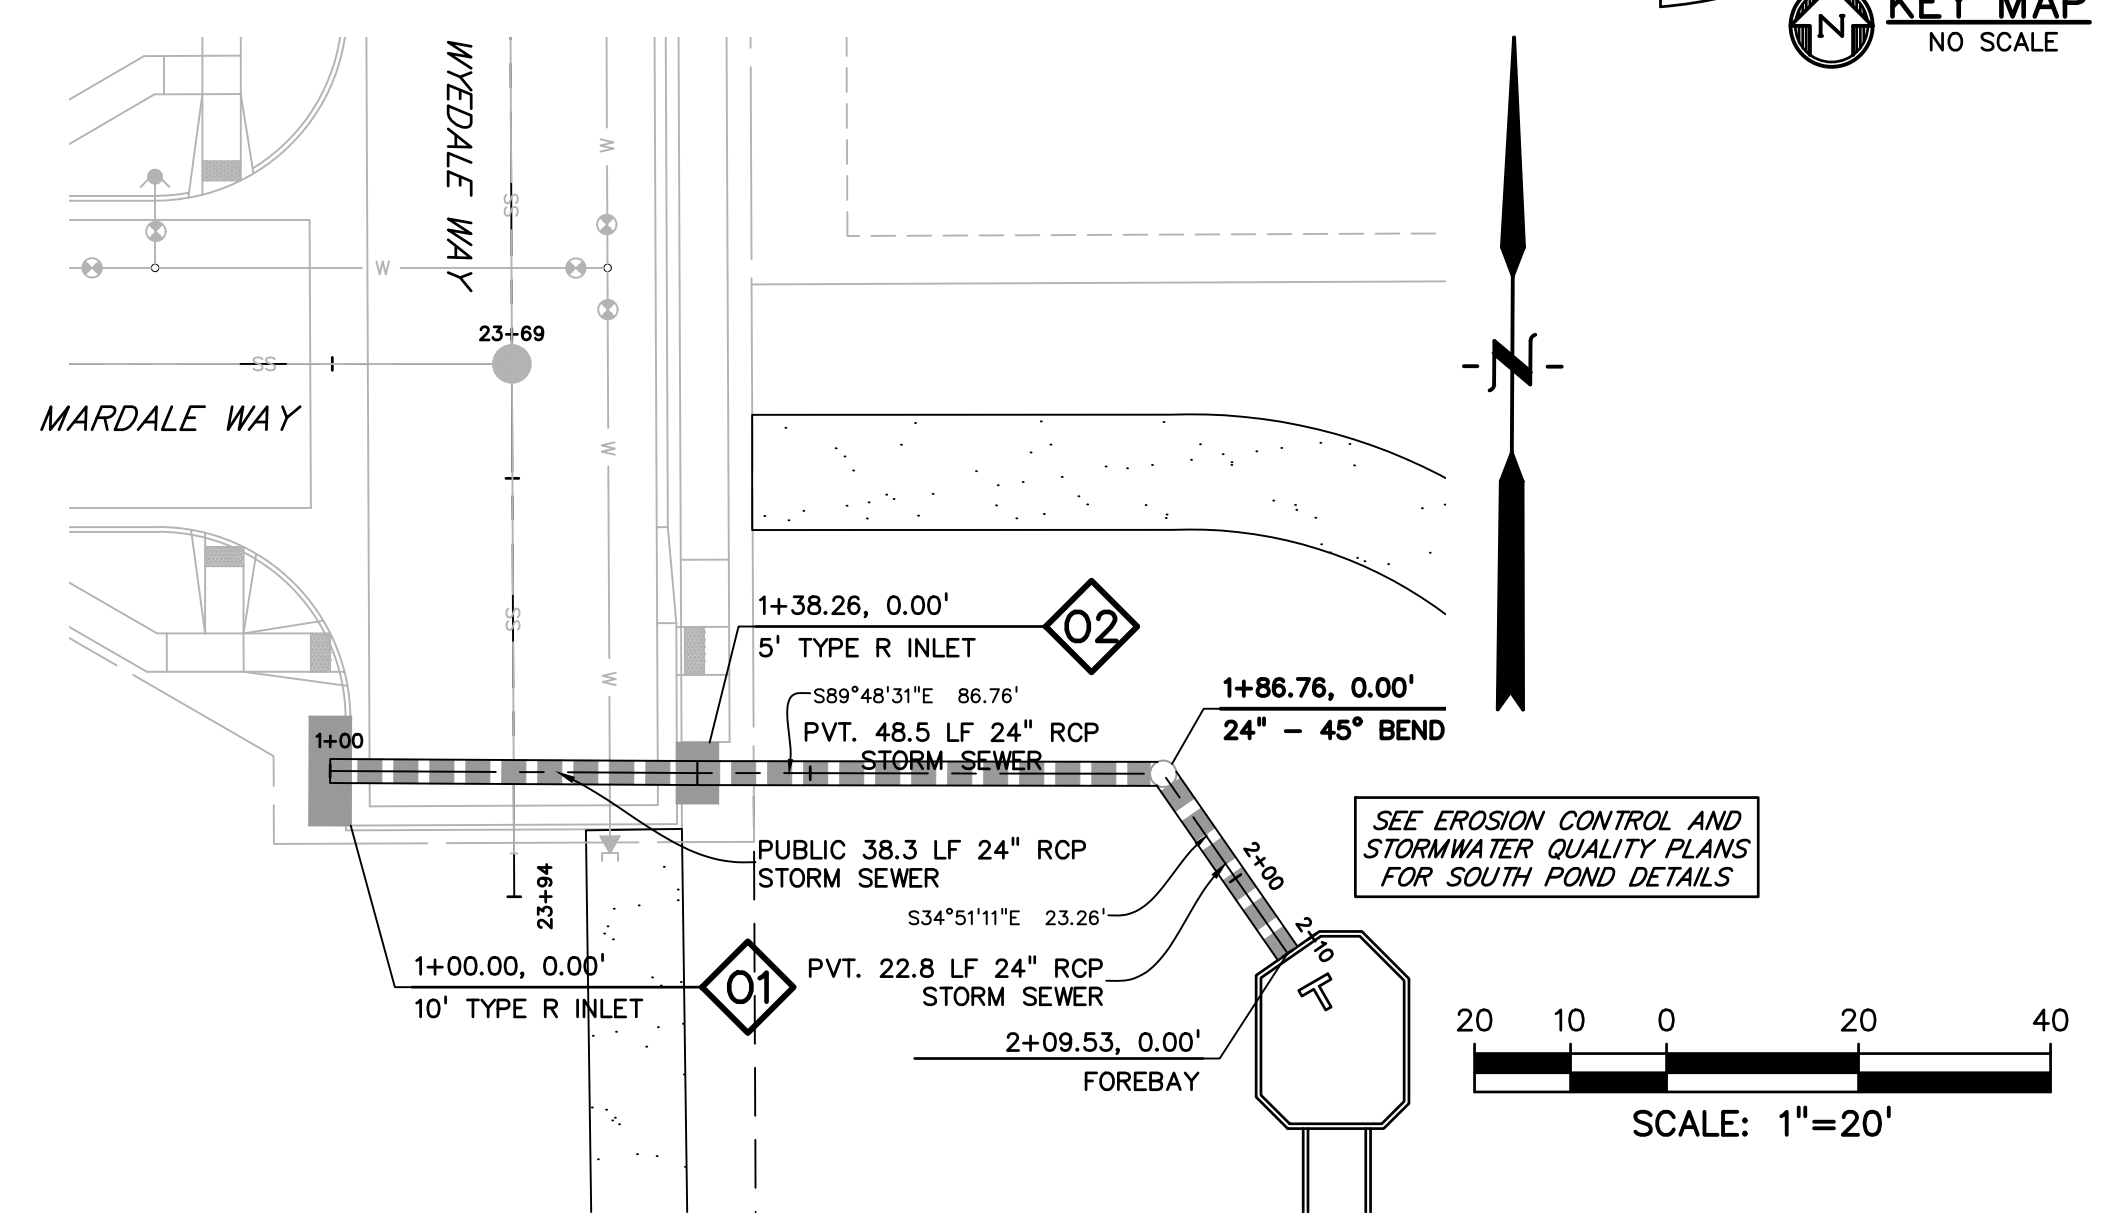 KEY MAP
NO SCALE
N
WYEDALE WAY
W
SS
W
23+69
SS
N
MARDALE WAY
W
SS
1+38.26, 0.00'
5' TYPE R INLET
02
W
S89°48'31"E 86.76'
1+86.76, 0.00'
24" - 45° BEND
PVT. 48.5 LF 24" RCP
STORM SEWER
1+00
SEE EROSION CONTROL AND
STORMWATER QUALITY PLANS
FOR SOUTH POND DETAILS
PUBLIC 38.3 LF 24" RCP
STORM SEWER
2+00
23+94
S34°51'11"E 23.26'
2+10
1+00.00, 0.00'
10' TYPE R INLET
01
PVT. 22.8 LF 24" RCP
STORM SEWER
2+09.53, 0.00'
FOREBAY
20 10 0 20 40
SCALE: 1"=20'